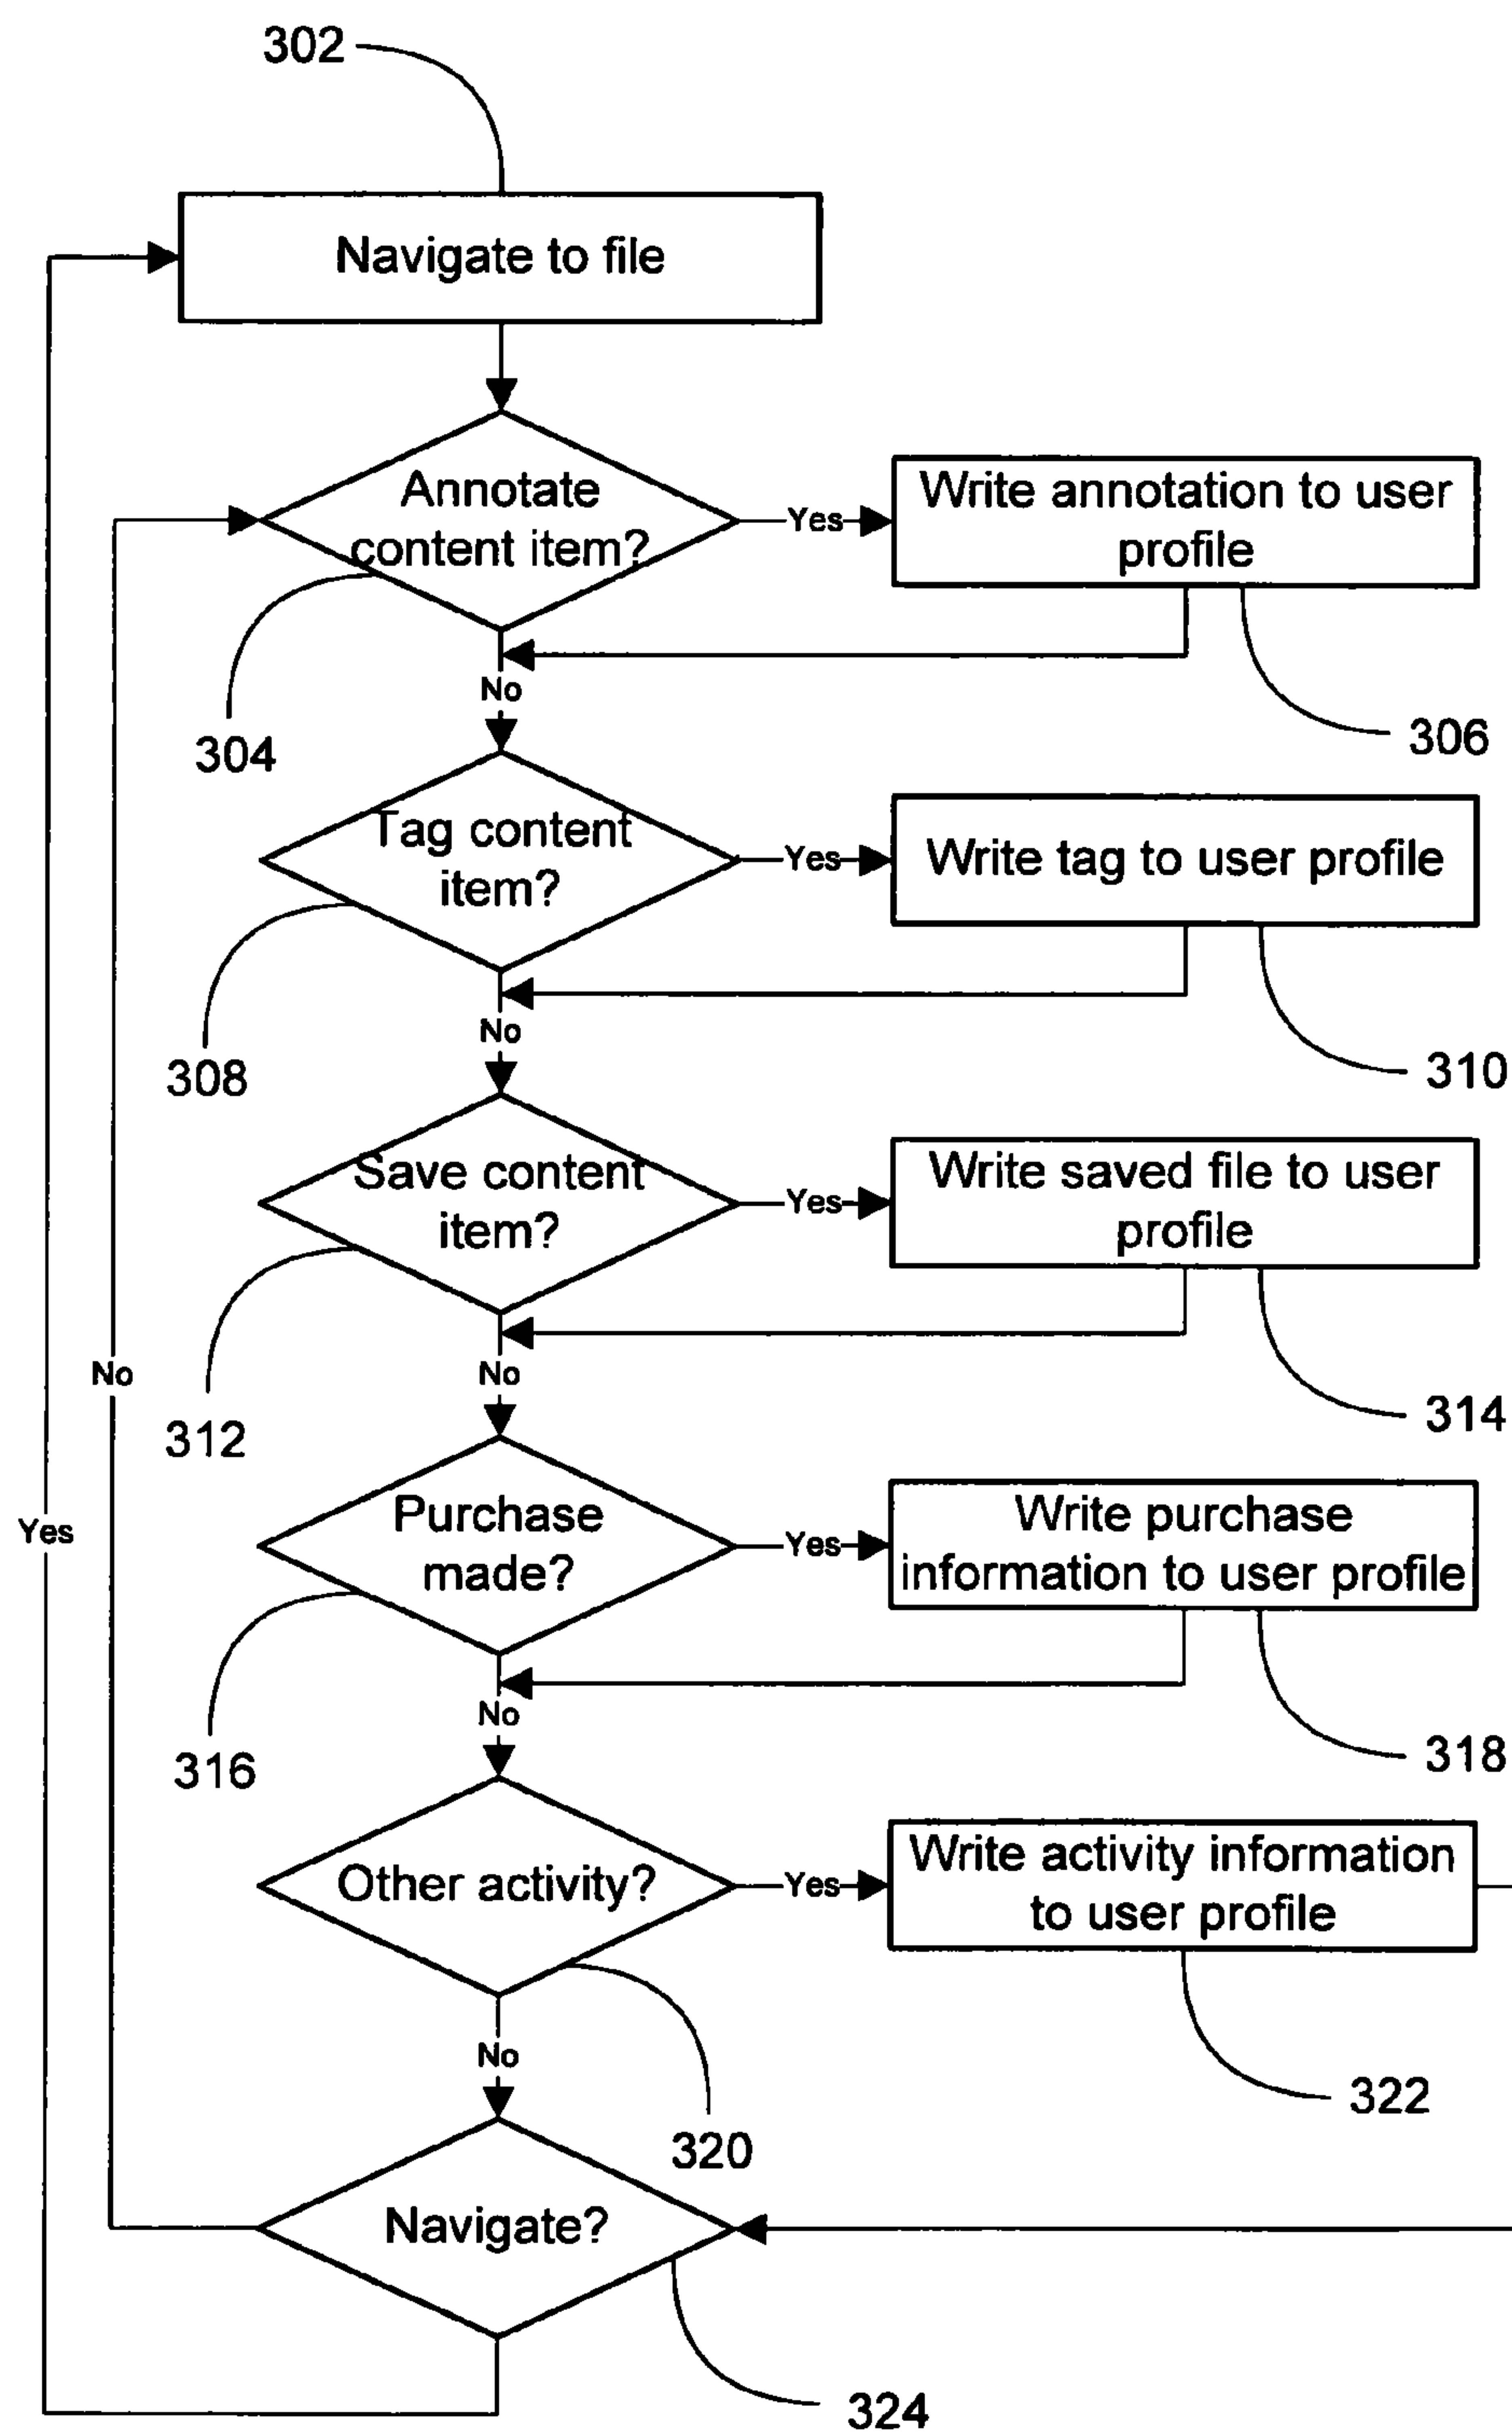 302
Navigate to file
Annotate
content item?
Yes
Write annotation to user
profile
No
304
306
Tag content
item?
Yes
Write tag to user profile
No
308
310
Save content
item?
Yes
Write saved file to user
profile
No
No
312
314
Purchase
made?
Yes
Write purchase
information to user profile
Yes
No
316
318
Other activity?
Yes
Write activity information
to user profile
No
322
320
Navigate?
324